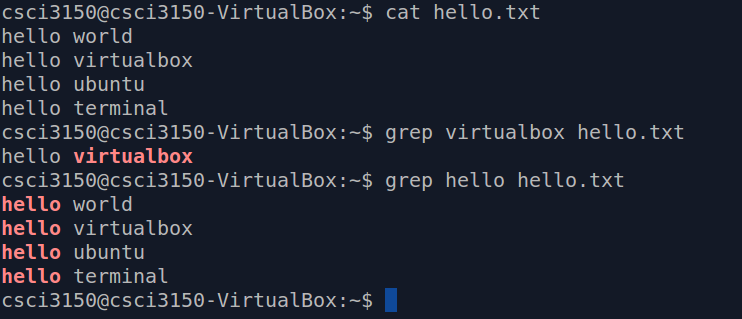 csci3150@csci3150-VirtualBox:~$ cat hello.txt
hello world
hello virtualbox
hello ubuntu
hello terminal
csci3150@csci3150-VirtualBox:~$ grep virtualbox hello.txt
hello virtualbox
csci3150@csci3150-VirtualBox:~$ grep hello hello.txt
hello world
hello virtualbox
hello ubuntu
hello terminal
csci3150@csci3150-VirtualBox:~$